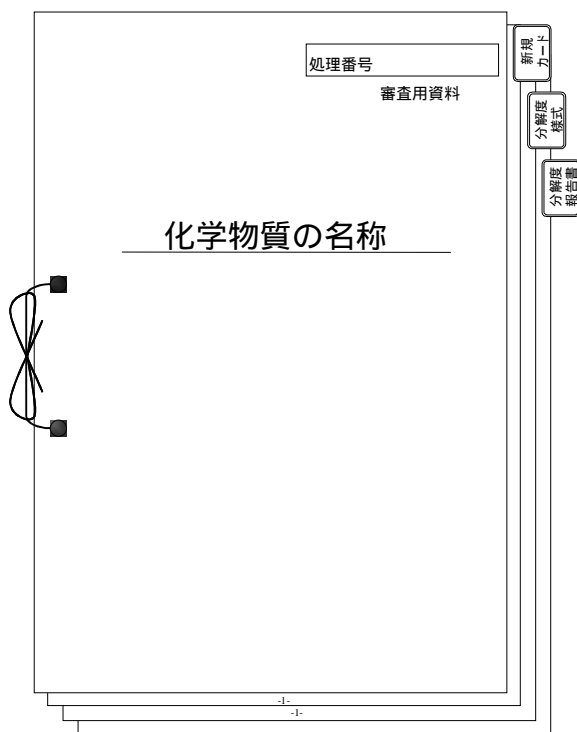 処理番号
審査用資料
化学物質の名称
新規
カード
分解度
様式
分解度
報告書
-1-
-1-